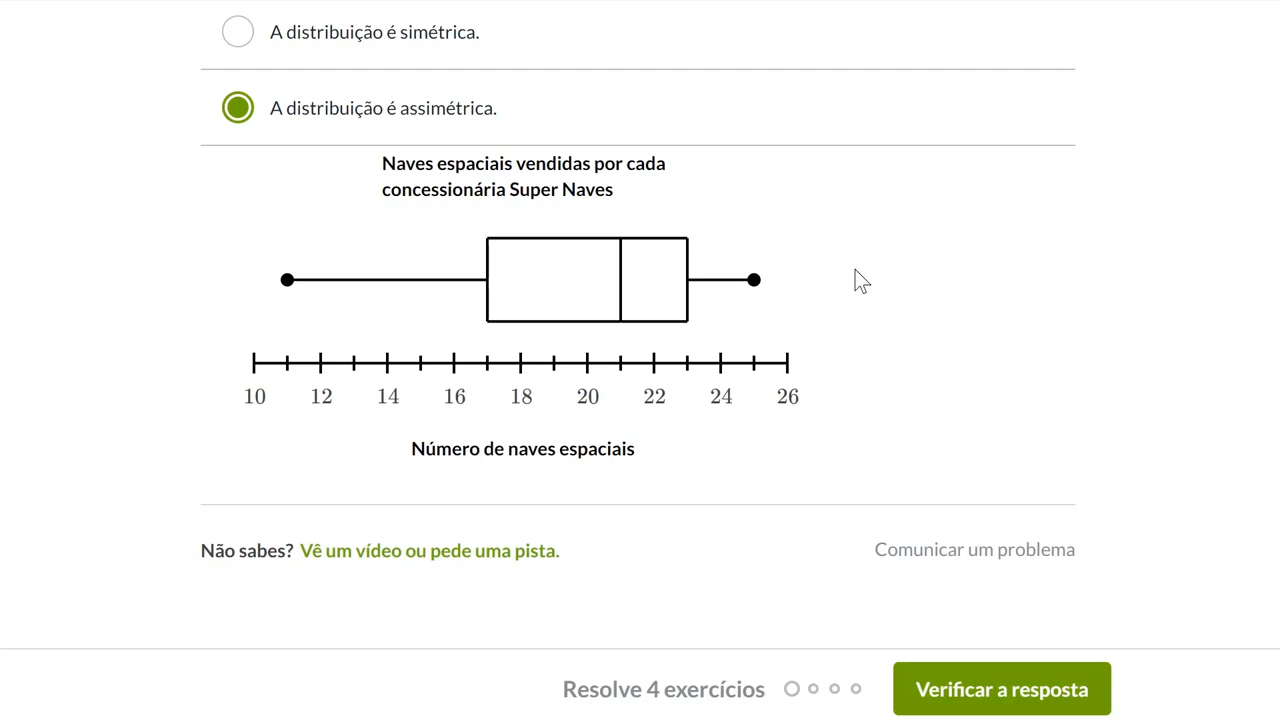 A distribuição é simétrica.
A distribuição é assimétrica.
Naves espaciais vendidas por cada
concessionária Super Naves
10 12 14 16 18 20 22 24 26
Número de naves espaciais
Não sabes? Vê um vídeo ou pede uma pista.
Comunicar um problema
Resolve 4 exercícios
Verificar a resposta